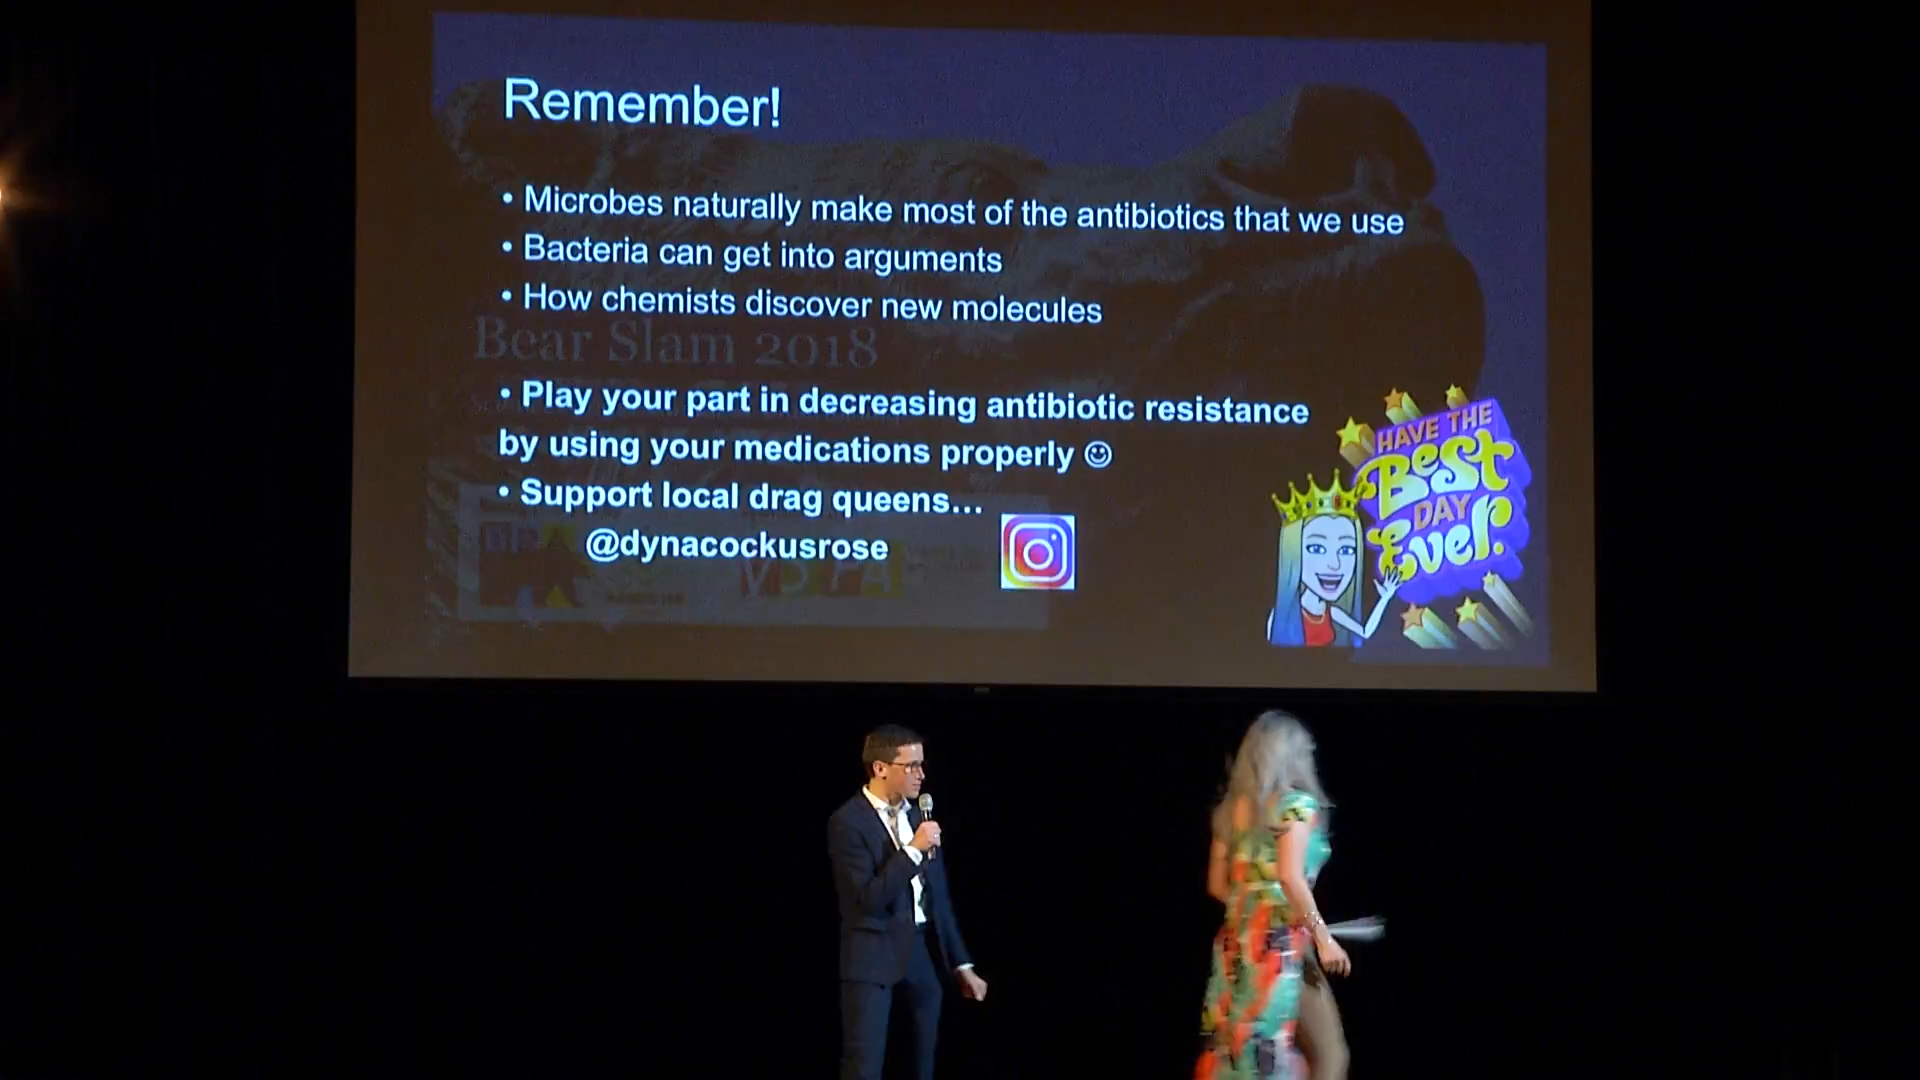 Remember!
• Microbes naturally make most of the antibiotics that we use
• Bacteria can get into arguments
• How chemists discover new molecules
Bear Slam 2018
• Play your part in decreasing antibiotic resistance
by using your medications properly ☺
• Support local drag queens...
@dynacockusrose
HAVE THE
BeST
DAY
Ever.